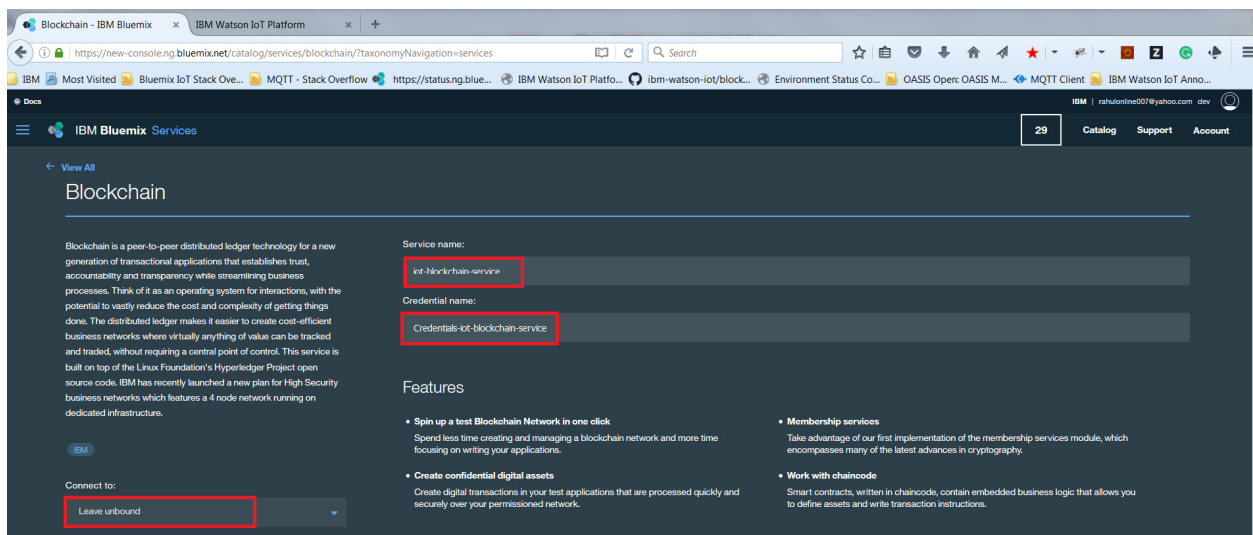 Blockchain - IBM Bluemix
IBM Watson IoT Platform
https://new-console.ng.bluemix.net/catalog/services/blockchain/?taxonomyNavigation=services
Search
IBM
Most Visited
Bluemix IoT Stack Ove...
MQTT - Stack Overflow
https://status.ng.blue...
IBM Watson IoT Platfo...
ibm-watson-iot/block...
Environment Status Co...
OASIS Open: OASIS M...
MQTT Client
IBM Watson IoT Anno...
Docs
IBM | rahulonline007@yahoo.com dev
IBM Bluemix Services
29
Catalog
Support
Account
View All
Blockchain
Blockchain is a peer-to-peer distributed ledger technology for a new
generation of transactional applications that establishes trust,
accountability and transparency while streamlining business
processes. Think of it as an operating system for interactions, with the
potential to vastly reduce the cost and complexity of getting things
done. The distributed ledger makes it easier to create cost-efficient
business networks where virtually anything of value can be tracked
and traded, without requiring a central point of control. This service is
built on top of the Linux Foundation's Hyperledger Project open
source code. IBM has recently launched a new plan for High Security
business networks which features a 4 node network running on
dedicated infrastructure.
IBM
Connect to:
Leave unbound
Service name:
iot-blockchain-service
Credential name:
Credentials-iot-blockchain-service
Features
• Spin up a test Blockchain Network in one click
Spend less time creating and managing a blockchain network and more time
focusing on writing your applications.
• Create confidential digital assets
Create digital transactions in your test applications that are processed quickly and
securely over your permissioned network.
• Membership services
Take advantage of our first implementation of the membership services module, which
encompasses many of the latest advances in cryptography.
• Work with chaincode
Smart contracts, written in chaincode, contain embedded business logic that allows you
to define assets and write transaction instructions.